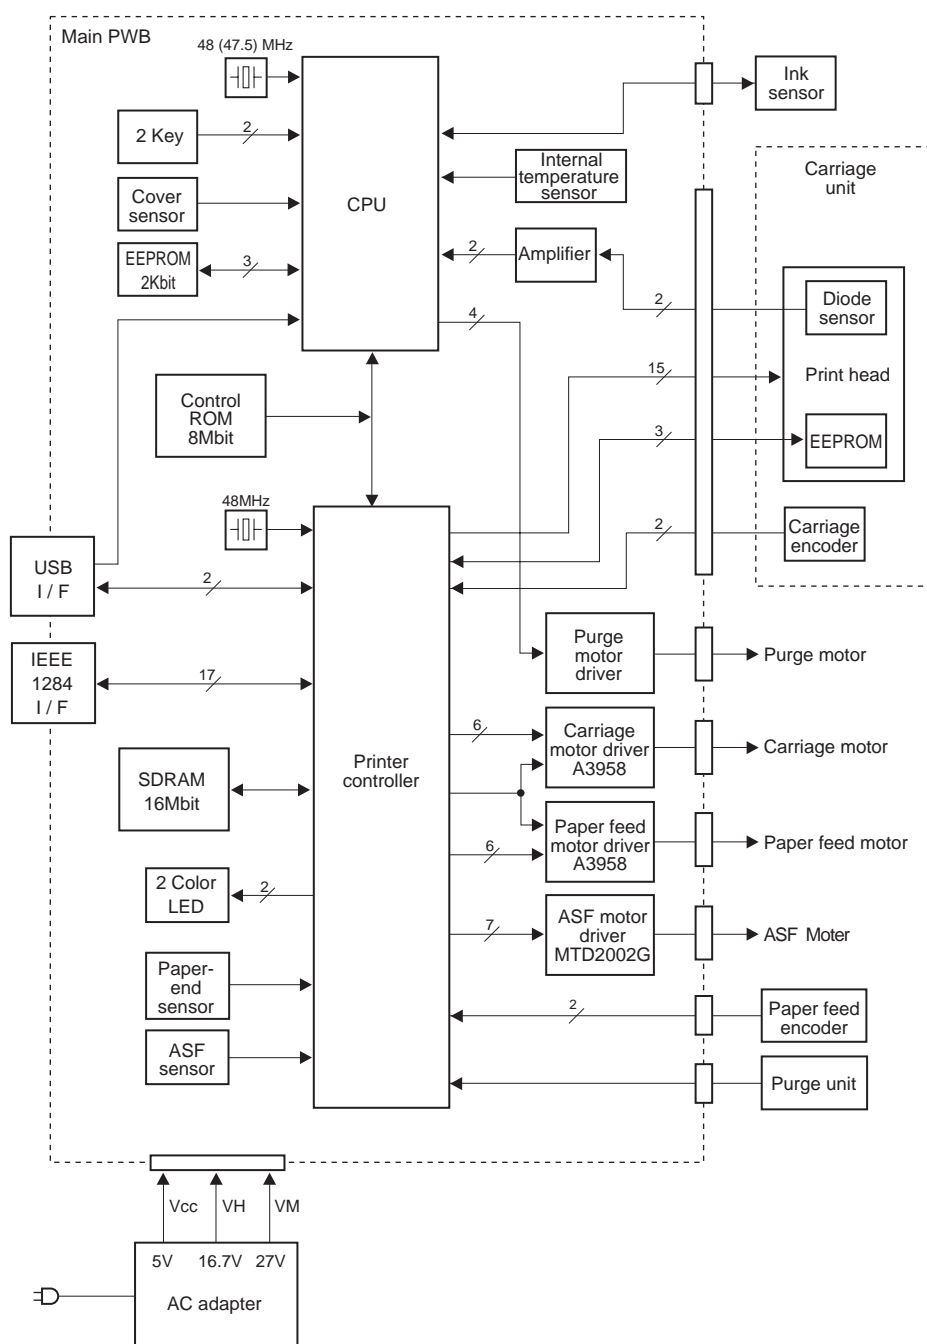 Main PWB
48 (47.5) MHz
2 Key
2
Cover
sensor
EEPROM
2Kbit
3
CPU
Ink
sensor
Internal
temperature
sensor
2
Amplifier
4
2
15
3
2
Carriage
unit
Diode
sensor
Print head
EEPROM
Carriage
encoder
Control
ROM
8Mbit
48MHz
USB
I / F
2
IEEE
1284
I / F
17
Printer
controller
SDRAM
16Mbit
2 Color
LED
2
Paper-
end
sensor
ASF
sensor
Purge
motor
driver
Purge motor
6
Carriage
motor driver
A3958
Carriage motor
6
Paper feed
motor driver
A3958
Paper feed motor
7
ASF motor
driver
MTD2002G
ASF Moter
2
Paper feed
encoder
Purge unit
Vcc
VH
VM
5V
16.7V
27V
AC adapter